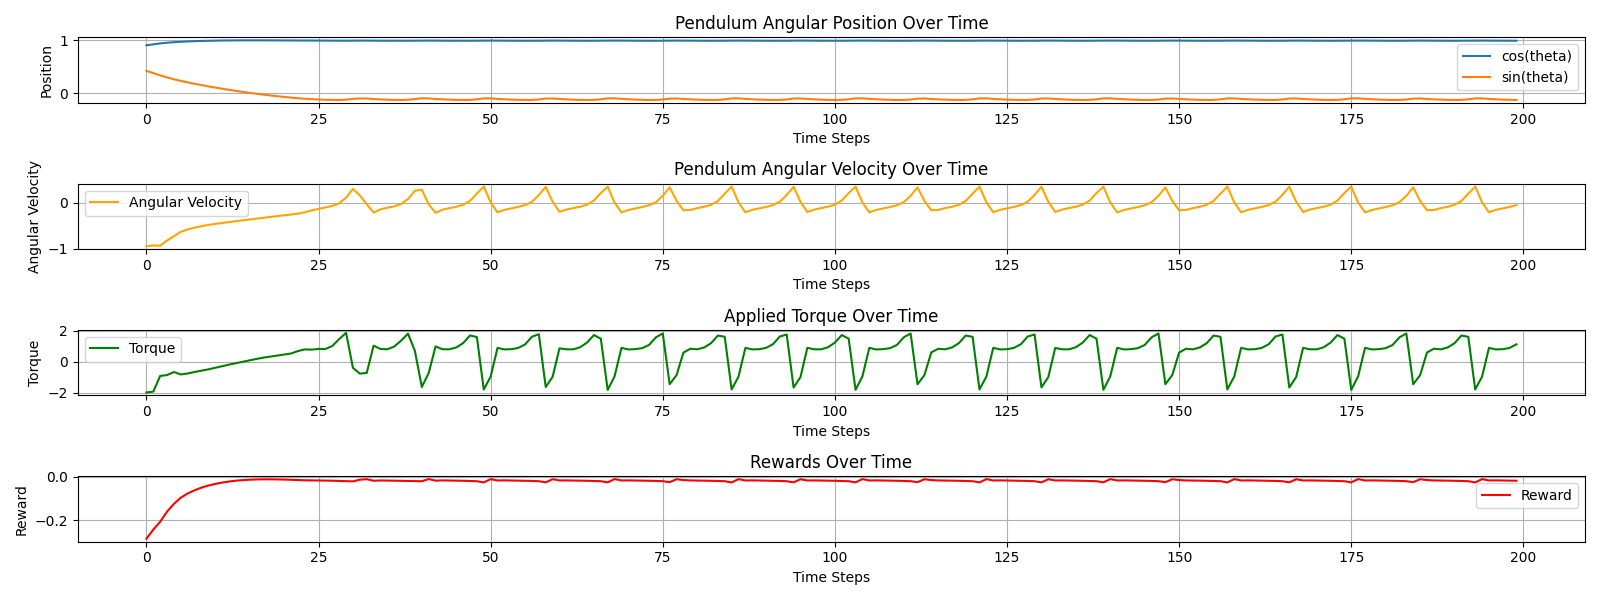 Pendulum Angular Position Over Time
Position
1
0
cos(theta)
sin(theta)
0 25 50 75 100 125 150 175 200
Time Steps
Pendulum Angular Velocity Over Time
Angular Velocity
0
−1
Angular Velocity
0 25 50 75 100 125 150 175 200
Time Steps
Applied Torque Over Time
Torque
2
0
−2
Torque
0 25 50 75 100 125 150 175 200
Time Steps
Rewards Over Time
Reward
0.0
−0.2
Reward
0 25 50 75 100 125 150 175 200
Time Steps